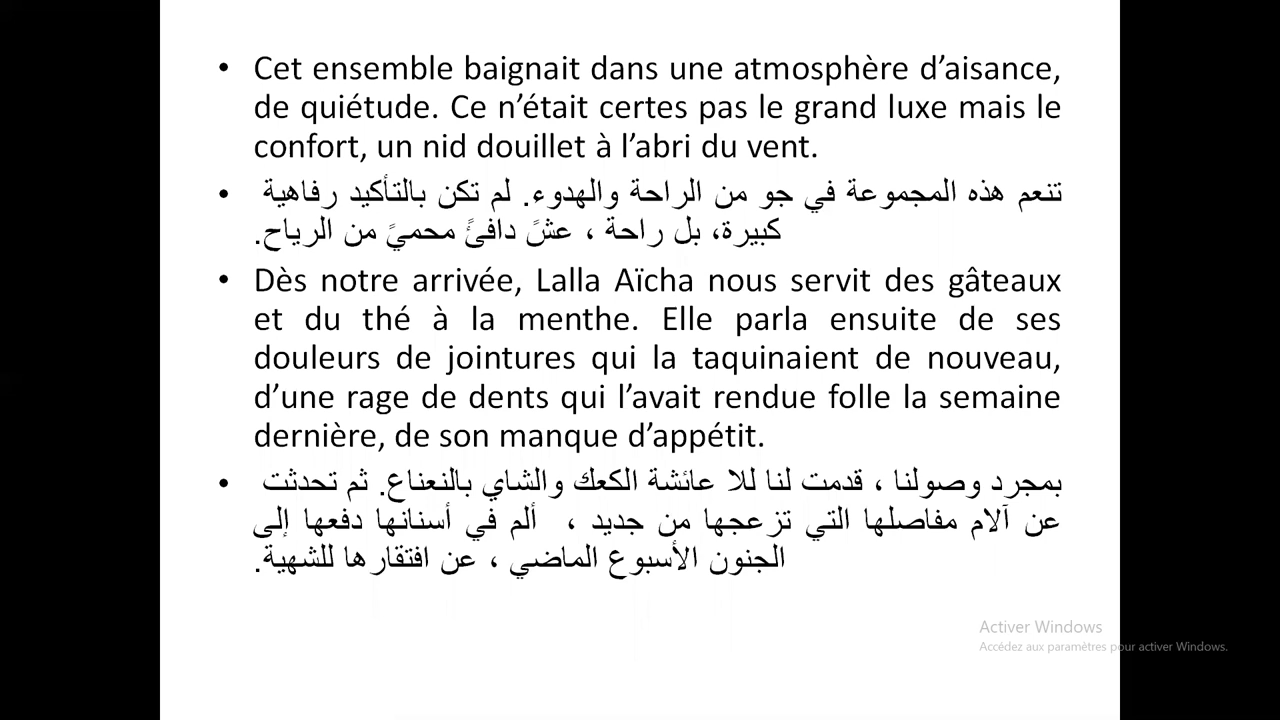 • Cet ensemble baignait dans une atmosphère d’aisance,
de quiétude. Ce n’était certes pas le grand luxe mais le
confort, un nid douillet à l’abri du vent.
• تنعم هذه المجموعة في جو من الراحة والهدوء. لم تكن بالتأكيد رفاهية
كبيرة، بل راحة ، عشً دافئً محميً من الرياح.
• Dès notre arrivée, Lalla Aïcha nous servit des gâteaux
et du thé à la menthe. Elle parla ensuite de ses
douleurs de jointures qui la taquinaient de nouveau,
d’une rage de dents qui l’avait rendue folle la semaine
dernière, de son manque d’appétit.
• بمجرد وصولنا ، قدمت لنا للا عائشة الكعك والشاي بالنعناع. ثم تحدثت
عن آلام مفاصلها التي تزعجها من جديد ، ألم في أسنانها دفعها إلى
الجنون الأسبوع الماضي ، عن افتقارها للشهية.
Activer Windows
Accédez aux paramètres pour activer Windows.